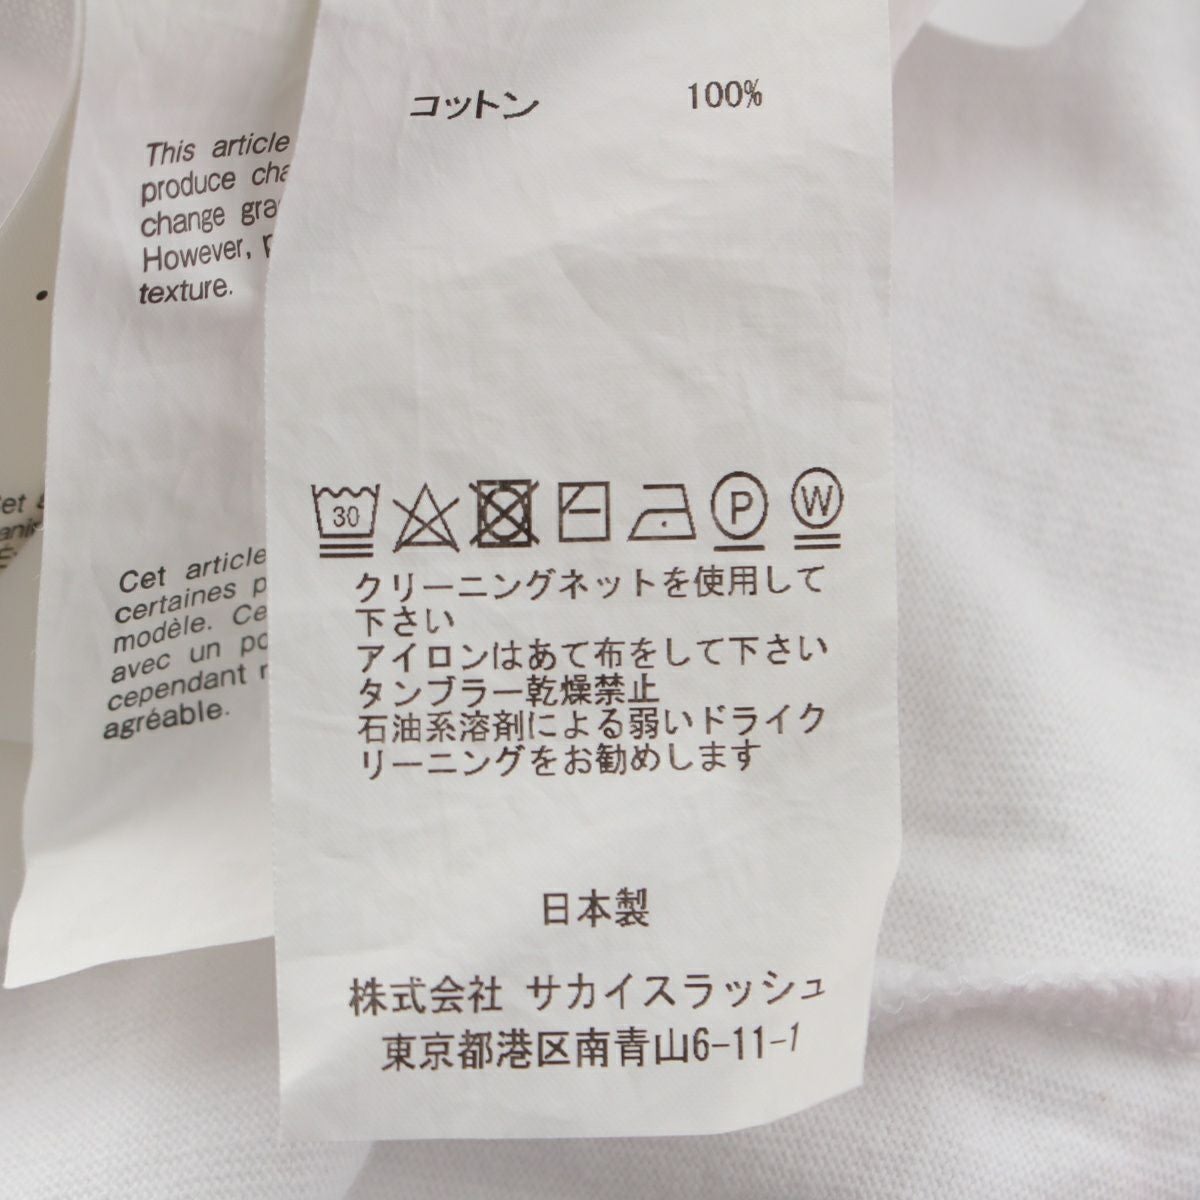 コットン 100%
30
P
W
クリーニングネットを使用して
下さい
アイロンはあて布をして下さい
タンブラー乾燥禁止
石油系溶剤による弱いドライク
リーニングをお勧めします
日本製
株式会社 サカイスラッシュ
東京都港区南青山6-11-1
This article
produce
change
However,
texture.
Cet article
certaines
modèle.
avec un
cependant
agréable.